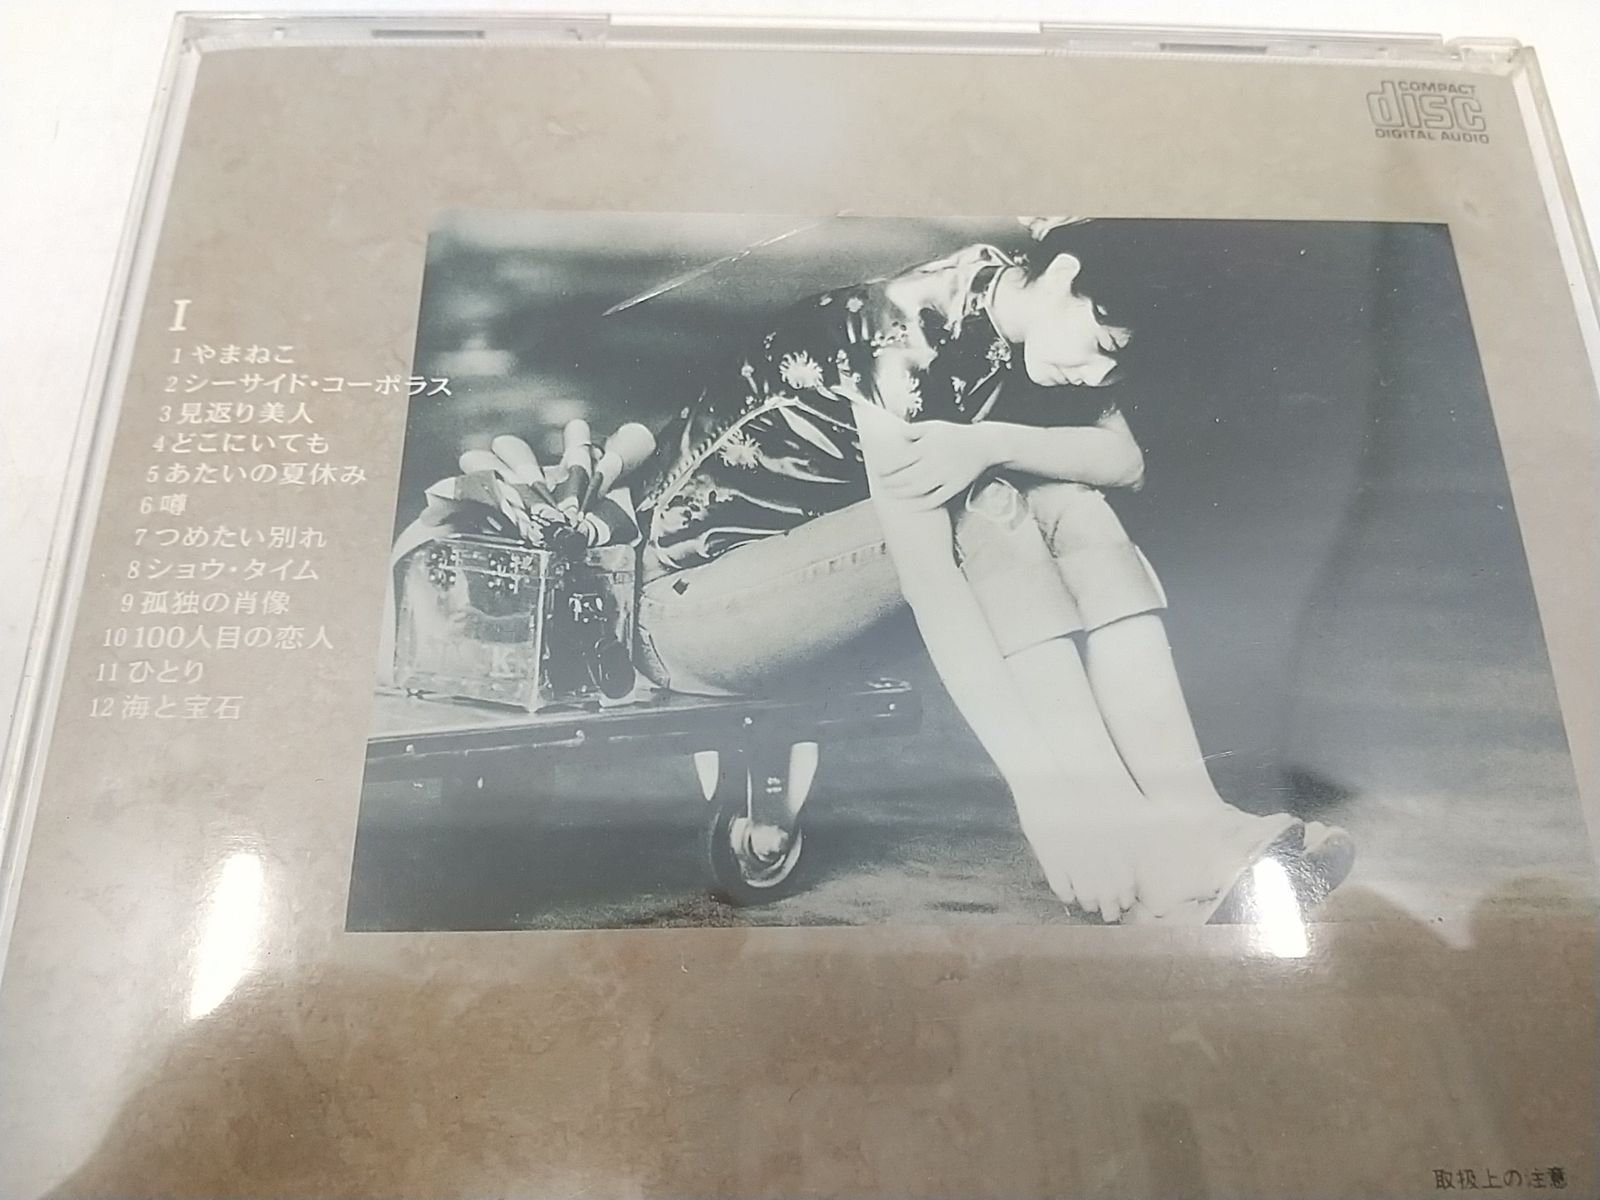 COMPACT
disc
DIGITAL AUDIO
I
1 やまねこ
2 シーサイド・コーポラス
3 見返り美人
4 どこにいても
5 あたいの夏休み
6 噂
7 つめたい別れ
8 ショウ・タイム
9 孤独の肖像
10 100人目の恋人
11 ひとり
12 海と宝石
取扱上の注意